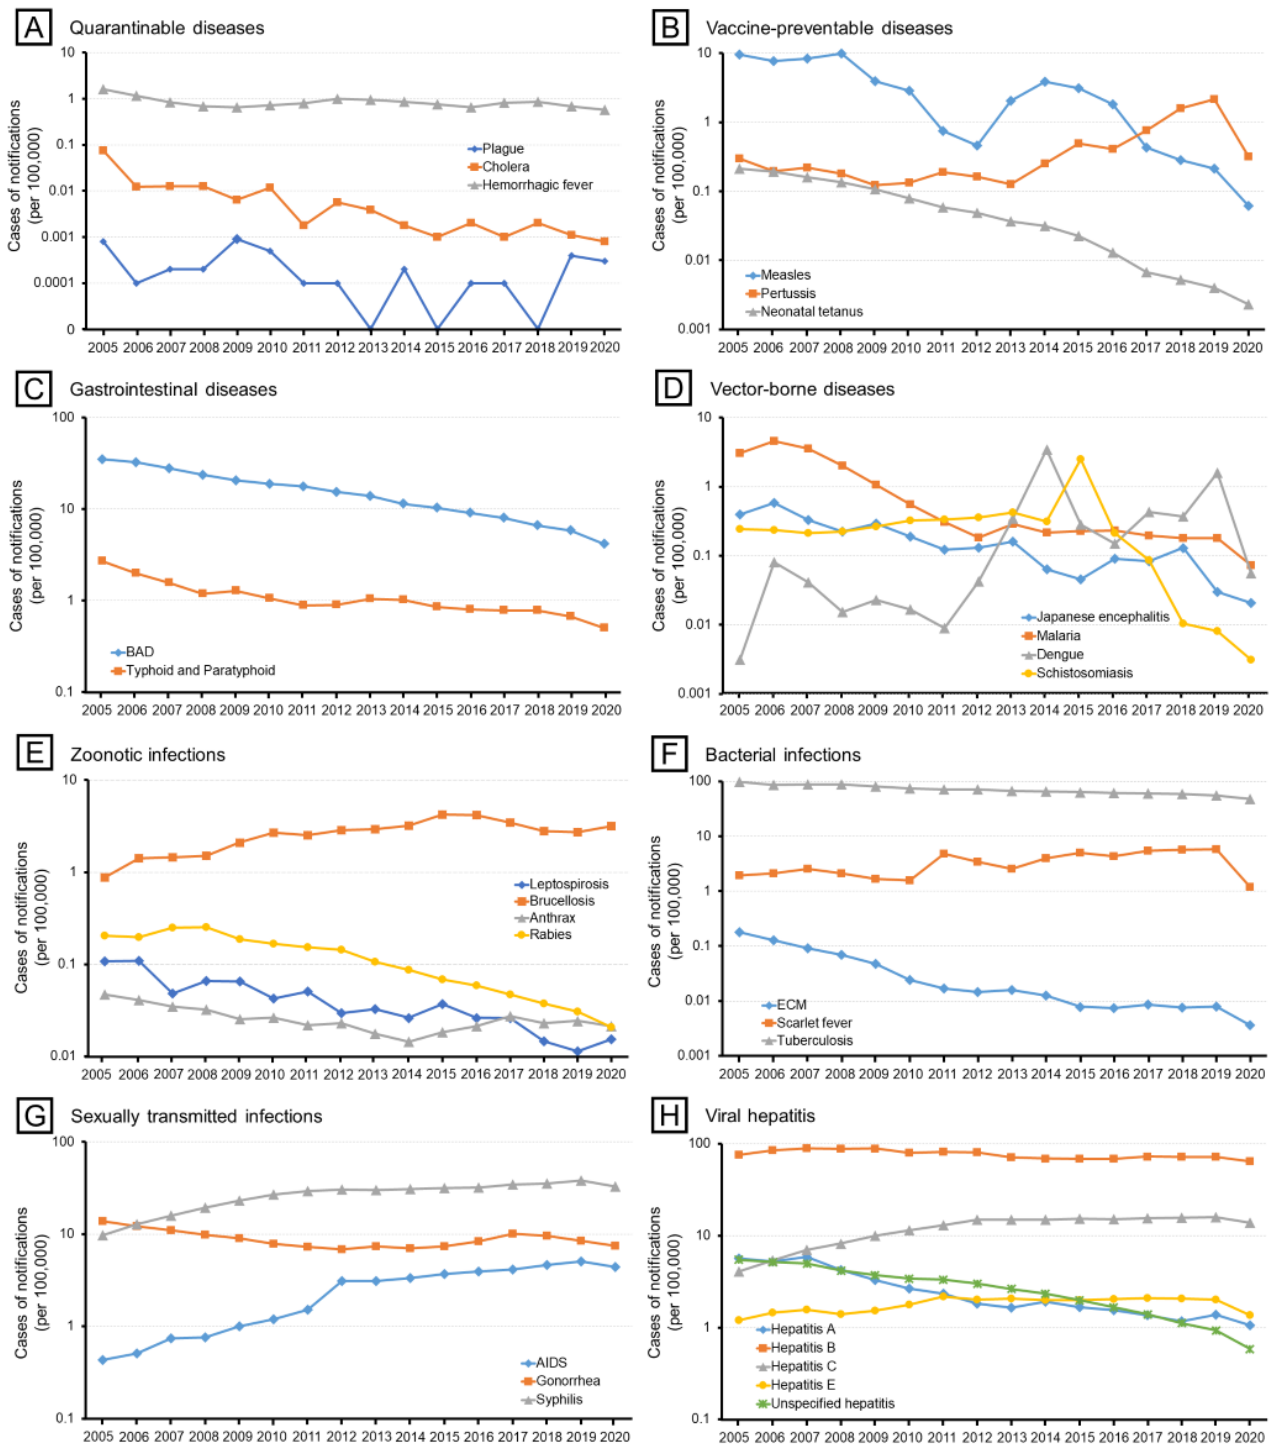 A Quarantinable diseases
Cases of notifications
(per 100,000)
10
1
0.1
0.01
0.001
0.0001
0
Plague
Cholera
Hemorrhagic fever
2005 2006 2007 2008 2009 2010 2011 2012 2013 2014 2015 2016 2017 2018 2019 2020
B Vaccine-preventable diseases
Cases of notifications
(per 100,000)
10
1
0.1
0.01
0.001
Measles
Pertussis
Neonatal tetanus
2005 2006 2007 2008 2009 2010 2011 2012 2013 2014 2015 2016 2017 2018 2019 2020
C Gastrointestinal diseases
Cases of notifications
(per 100,000)
100
10
1
0.1
BAD
Typhoid and Paratyphoid
2005 2006 2007 2008 2009 2010 2011 2012 2013 2014 2015 2016 2017 2018 2019 2020
D Vector-borne diseases
Cases of notifications
(per 100,000)
10
1
0.1
0.01
0.001
Japanese encephalitis
Malaria
Dengue
Schistosomiasis
2005 2006 2007 2008 2009 2010 2011 2012 2013 2014 2015 2016 2017 2018 2019 2020
E Zoonotic infections
Cases of notifications
(per 100,000)
10
1
0.1
0.01
Leptospirosis
Brucellosis
Anthrax
Rabies
2005 2006 2007 2008 2009 2010 2011 2012 2013 2014 2015 2016 2017 2018 2019 2020
F Bacterial infections
Cases of notifications
(per 100,000)
100
10
1
0.1
0.01
0.001
ECM
Scarlet fever
Tuberculosis
2005 2006 2007 2008 2009 2010 2011 2012 2013 2014 2015 2016 2017 2018 2019 2020
G Sexually transmitted infections
Cases of notifications
(per 100,000)
100
10
1
0.1
AIDS
Gonorrhea
Syphilis
2005 2006 2007 2008 2009 2010 2011 2012 2013 2014 2015 2016 2017 2018 2019 2020
H Viral hepatitis
Cases of notifications
(per 100,000)
100
10
1
0.1
Hepatitis A
Hepatitis B
Hepatitis C
Hepatitis E
Unspecified hepatitis
2005 2006 2007 2008 2009 2010 2011 2012 2013 2014 2015 2016 2017 2018 2019 2020